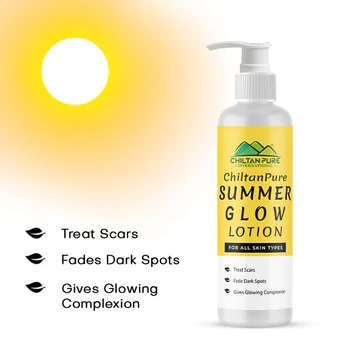 Treat Scars
Fades Dark Spots
Gives Glowing
Complexion
CHILTAN PURE
INTERNATIONAL
ChiltanPure
SUMMER
GLOW
LOTION
FOR ALL SKIN TYPES
Treat Scars
Fade Dark Spots
Gives Glowing Complexion